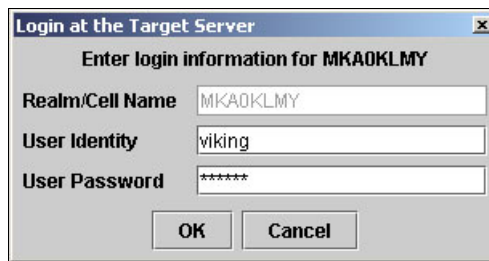 Login at the Target Server
Enter login information for MKA0KLMY
Realm/Cell Name MKA0KLMY
User Identity viking
User Password ******
OK Cancel